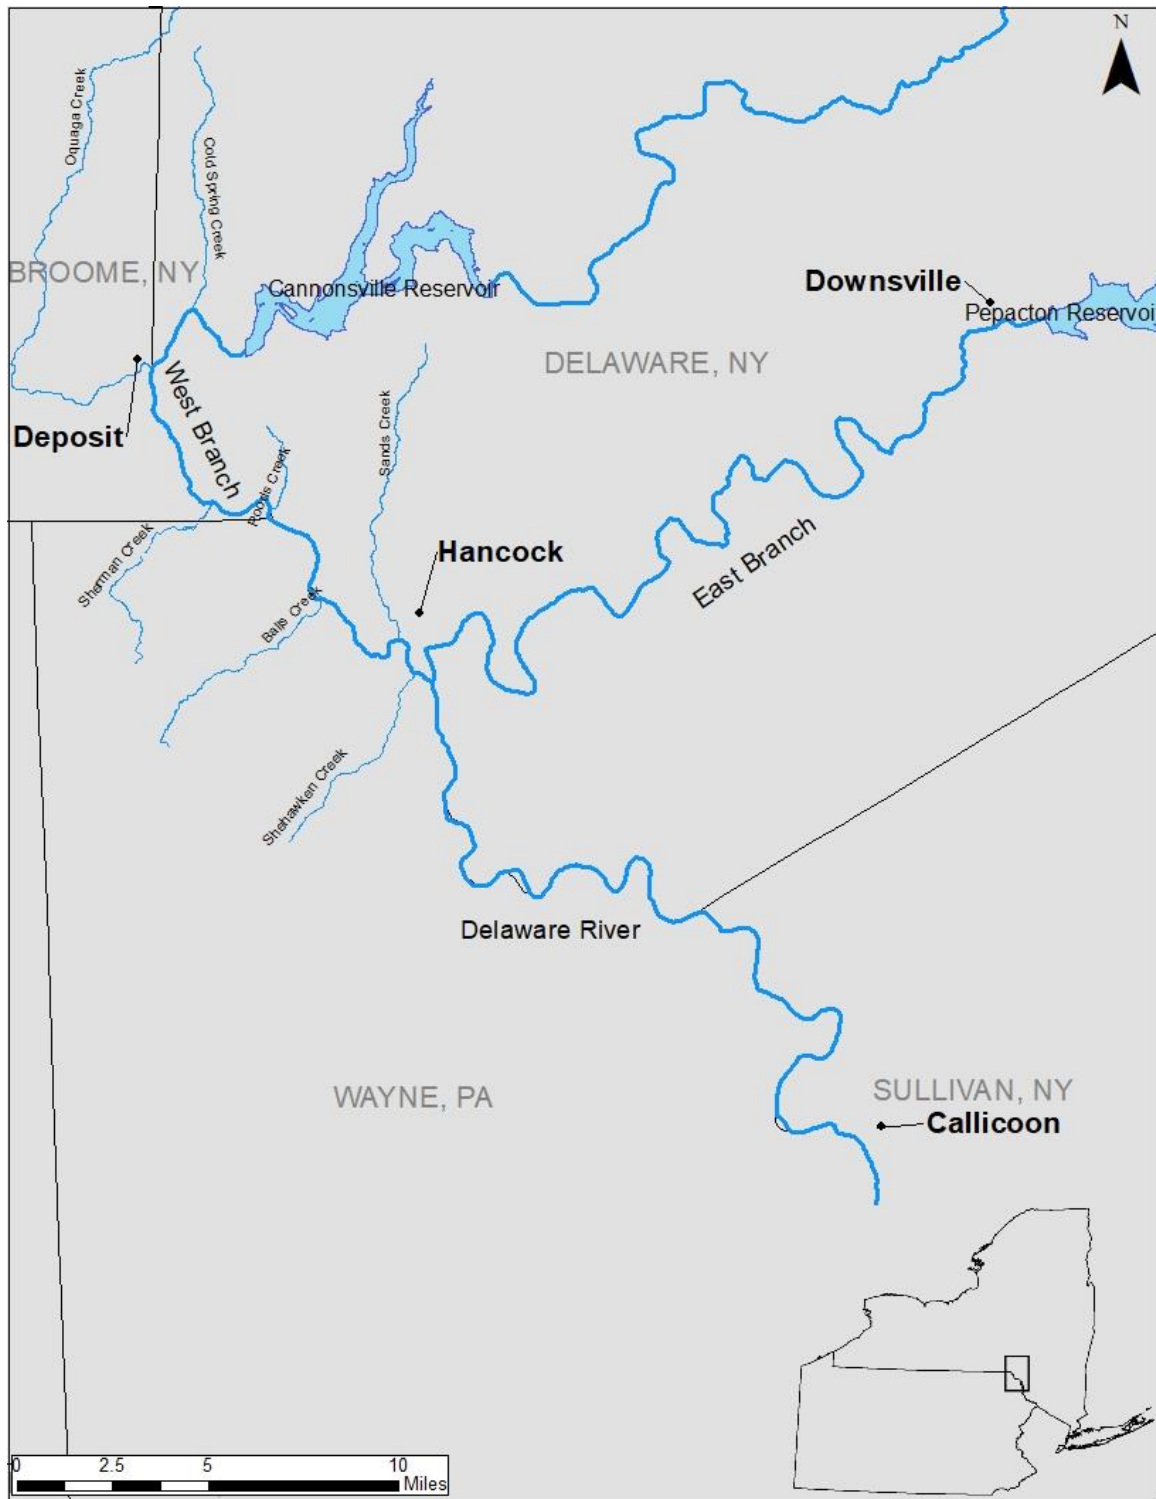 N
Oquaga Creek
Cold Spring Creek
BROOME, NY
Cannonsville Reservoir
Downsville
Pepacton Reservoi
DELAWARE, NY
West Branch
Deposit
Sands Creek
Roods Creek
East Branch
Hancock
Sherman Creek
Balls Creek
Shehawken Creek
Delaware River
WAYNE, PA
SULLIVAN, NY
Callicoon
0 2.5 5 10
Miles